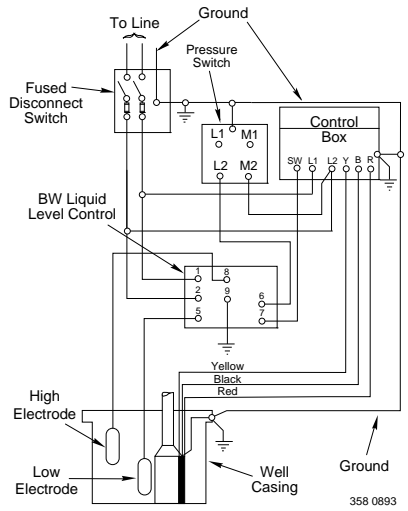 To Line
Ground
Pressure
Switch
Fused
Disconnect
Switch
L1
M1
L2
M2
Control
Box
SW
L1
L2
Y
B
R
BW Liquid
Level Control
1
8
2
9
6
5
7
Yellow
Black
Red
High
Electrode
Low
Electrode
Well
Casing
Ground
358 0893